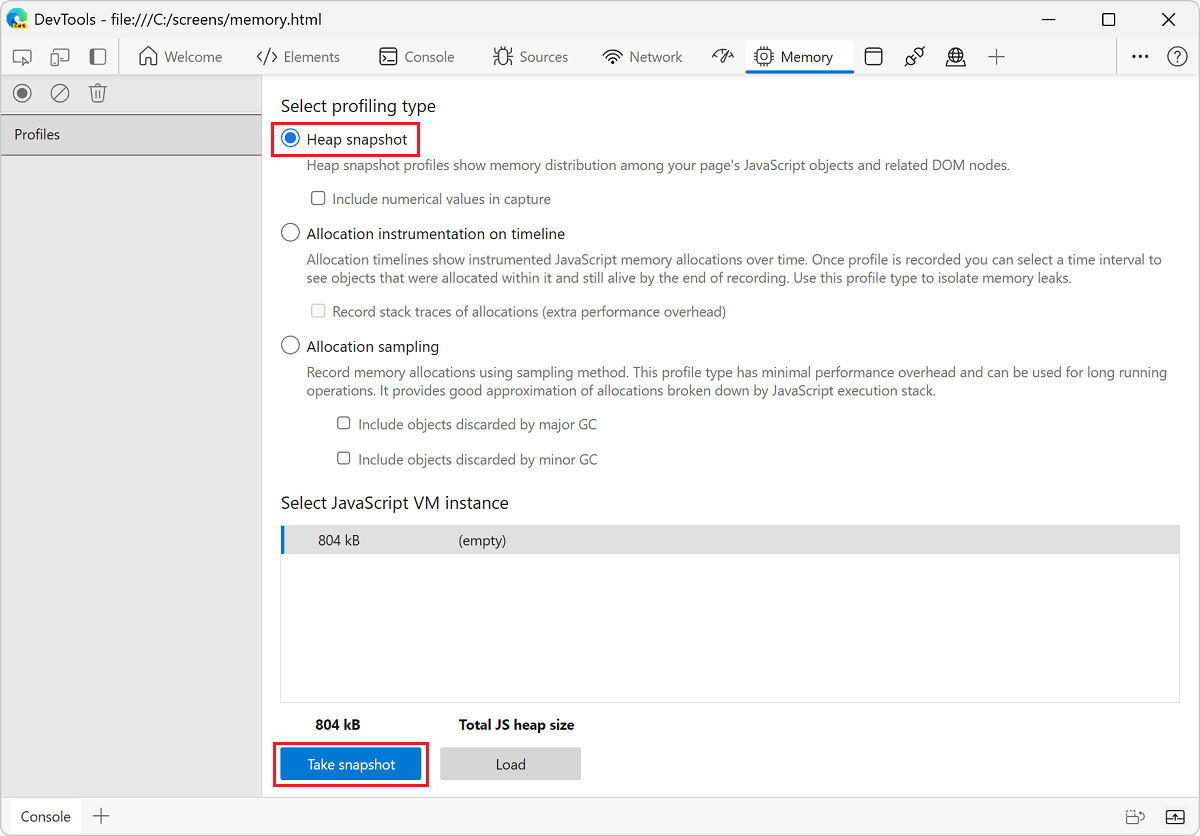 DevTools - file:///C:/screens/memory.html
Welcome Elements Console Sources Network Memory
Profiles
Select profiling type
Heap snapshot
Heap snapshot profiles show memory distribution among your page's JavaScript objects and related DOM nodes.
Include numerical values in capture
Allocation instrumentation on timeline
Allocation timelines show instrumented JavaScript memory allocations over time. Once profile is recorded you can select a time interval to
see objects that were allocated within it and still alive by the end of recording. Use this profile type to isolate memory leaks.
Record stack traces of allocations (extra performance overhead)
Allocation sampling
Record memory allocations using sampling method. This profile type has minimal performance overhead and can be used for long running
operations. It provides good approximation of allocations broken down by JavaScript execution stack.
Include objects discarded by major GC
Include objects discarded by minor GC
Select JavaScript VM instance
804 kB (empty)
804 kB Total JS heap size
Take snapshot Load
Console